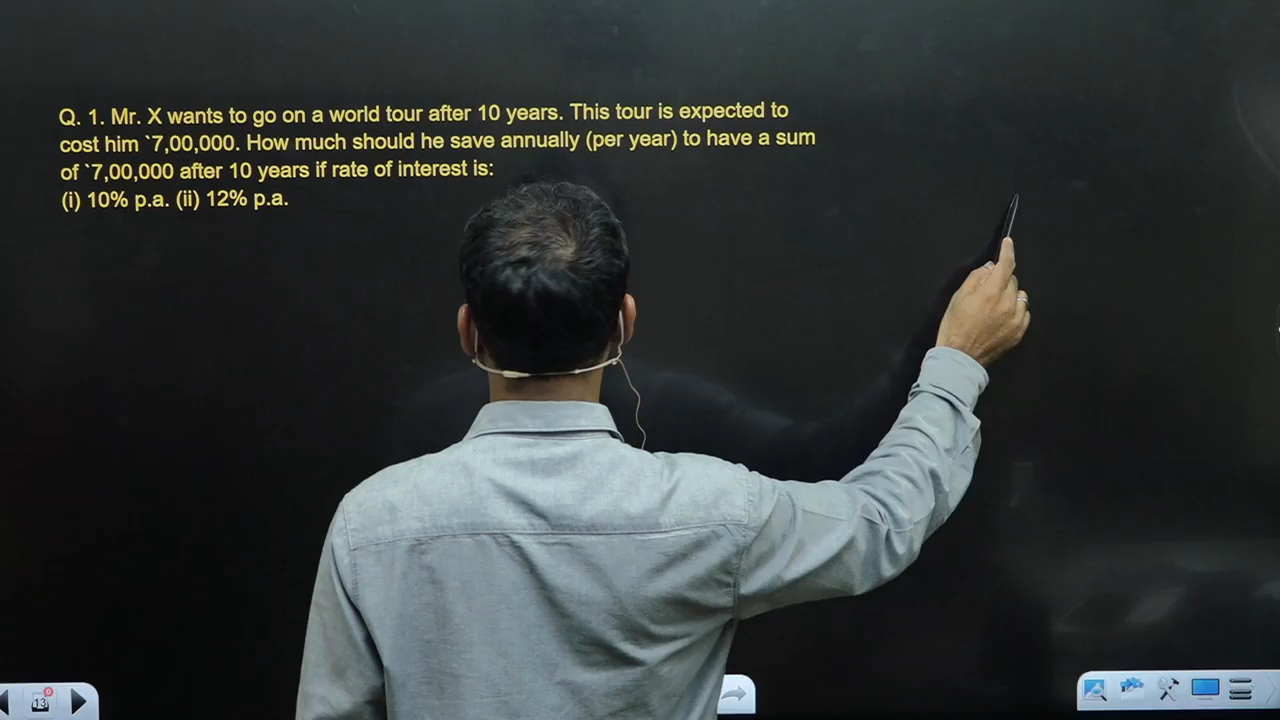 Q. 1. Mr. X wants to go on a world tour after 10 years. This tour is expected to
cost him `7,00,000. How much should he save annually (per year) to have a sum
of `7,00,000 after 10 years if rate of interest is:
(i) 10% p.a. (ii) 12% p.a.
13
0